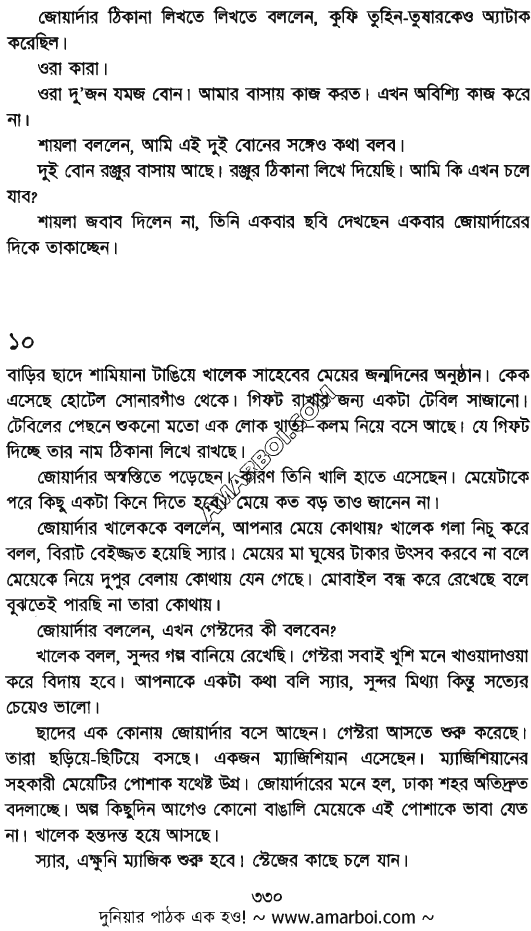 জোয়ার্দার ঠিকানা লিখতে লিখতে বললেন, কুফি তুহিন-তুষারকেও অ্যাটাক
করেছিল।
ওরা কারা।
ওরা দু'জন যমজ বোন। আমার বাসায় কাজ করত। এখন অবিশ্যি কাজ করে
না।
শায়লা বললেন, আমি এই দুই বোনের সঙ্গেও কথা বলব।
দুই বোন রঞ্জুর বাসায় আছে। রঞ্জুর ঠিকানা লিখে দিয়েছি। আমি কি এখন চলে
যাব?
শায়লা জবাব দিলেন না, তিনি একবার ছবি দেখছেন একবার জোয়ার্দারের
দিকে তাকাচ্ছেন।
১০
বাড়ির ছাদে শামিয়ানা টাঙিয়ে খালেক সাহেবের মেয়ের জন্মদিনের অনুষ্ঠান। কেক
এসেছে হোটেল সোনারগাঁও থেকে। গিফট রাখার জন্য একটা টেবিল সাজানো।
টেবিলের পেছনে শুকনো মতো এক লোক খাতা-কলম নিয়ে বসে আছে। যে গিফট
দিচ্ছে তার নাম ঠিকানা লিখে রাখছে।
জোয়ার্দার অস্বস্তিতে পড়েছেন। কারণ তিনি খালি হাতে এসেছেন। মেয়েটাকে
পরে কিছু একটা কিনে দিতে হবে। মেয়ে কত বড় তাও জানেন না।
জোয়ার্দার খালেককে বললেন, আপনার মেয়ে কোথায়? খালেক গলা নিচু করে
বলল, বিরাট বেইজ্জত হয়েছি স্যার। মেয়ের মা ঘুষের টাকার উৎসব করবে না বলে
মেয়েকে নিয়ে দুপুর বেলায় কোথায় যেন গেছে। মোবাইল বন্ধ করে রেখেছে বলে
বুঝতেই পারছি না তারা কোথায়।
জোয়ার্দার বললেন, এখন গেস্টদের কী বলবেন?
খালেক বলল, সুন্দর গল্প বানিয়ে রেখেছি। গেস্টরা সবাই খুশি মনে খাওয়াদাওয়া
করে বিদায় হবে। আপনাকে একটা কথা বলি স্যার, সুন্দর মিথ্যা কিন্তু সত্যের
চেয়েও ভালো।
ছাদের এক কোনায় জোয়ার্দার বসে আছেন। গেস্টরা আসতে শুরু করেছে।
তারা ছড়িয়ে-ছিটিয়ে বসছে। একজন ম্যাজিশিয়ান এসেছেন। ম্যাজিশিয়ানের
সহকারী মেয়েটির পোশাক যথেষ্ট উগ্র। জোয়ার্দারের মনে হল, ঢাকা শহর অতিদ্রুত
বদলাচ্ছে। অল্প কিছুদিন আগেও কোনো বাঙালি মেয়েকে এই পোশাকে ভাবা যেত
না। খালেক হন্তদন্ত হয়ে আসছে।
স্যার, এক্ষুনি ম্যাজিক শুরু হবে। স্টেজের কাছে চলে যান।
৩৩০
দুনিয়ার পাঠক এক হও! ~ www.amarboi.com ~
AMARBOI.COM